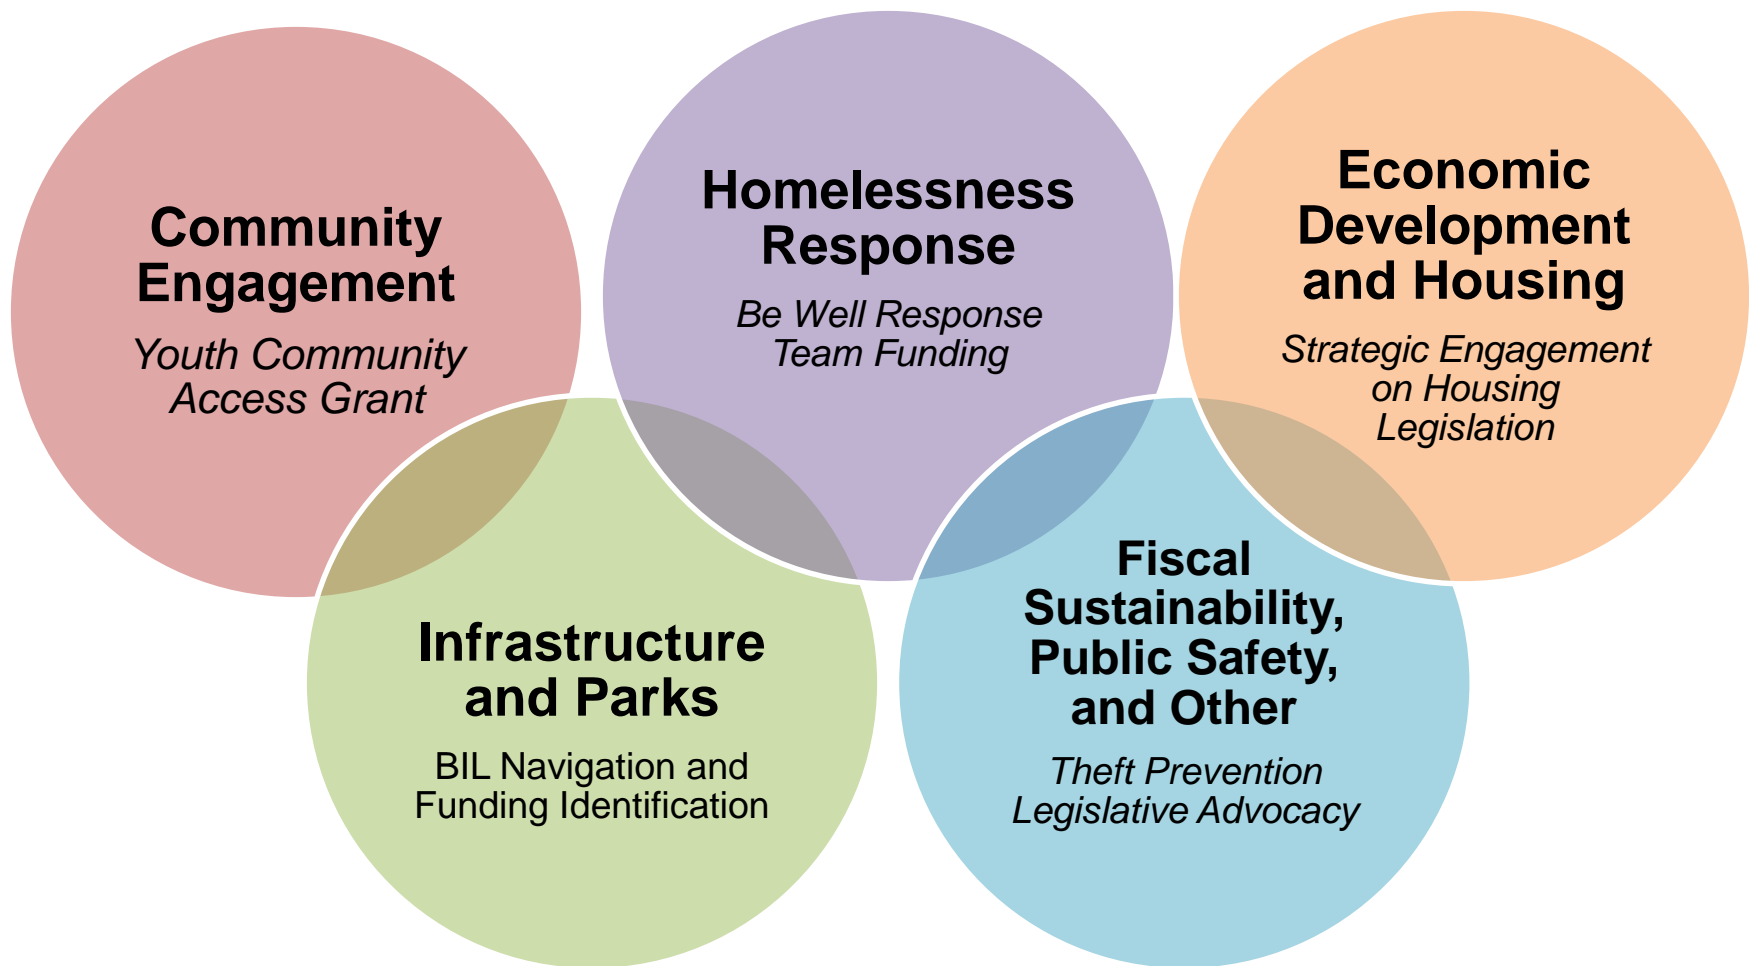 Community
Engagement
Youth Community
Access Grant
Homelessness
Response
Be Well Response
Team Funding
Economic
Development
and Housing
Strategic Engagement
on Housing
Legislation
Infrastructure
and Parks
BIL Navigation and
Funding Identification
Fiscal
Sustainability,
Public Safety,
and Other
Theft Prevention
Legislative Advocacy